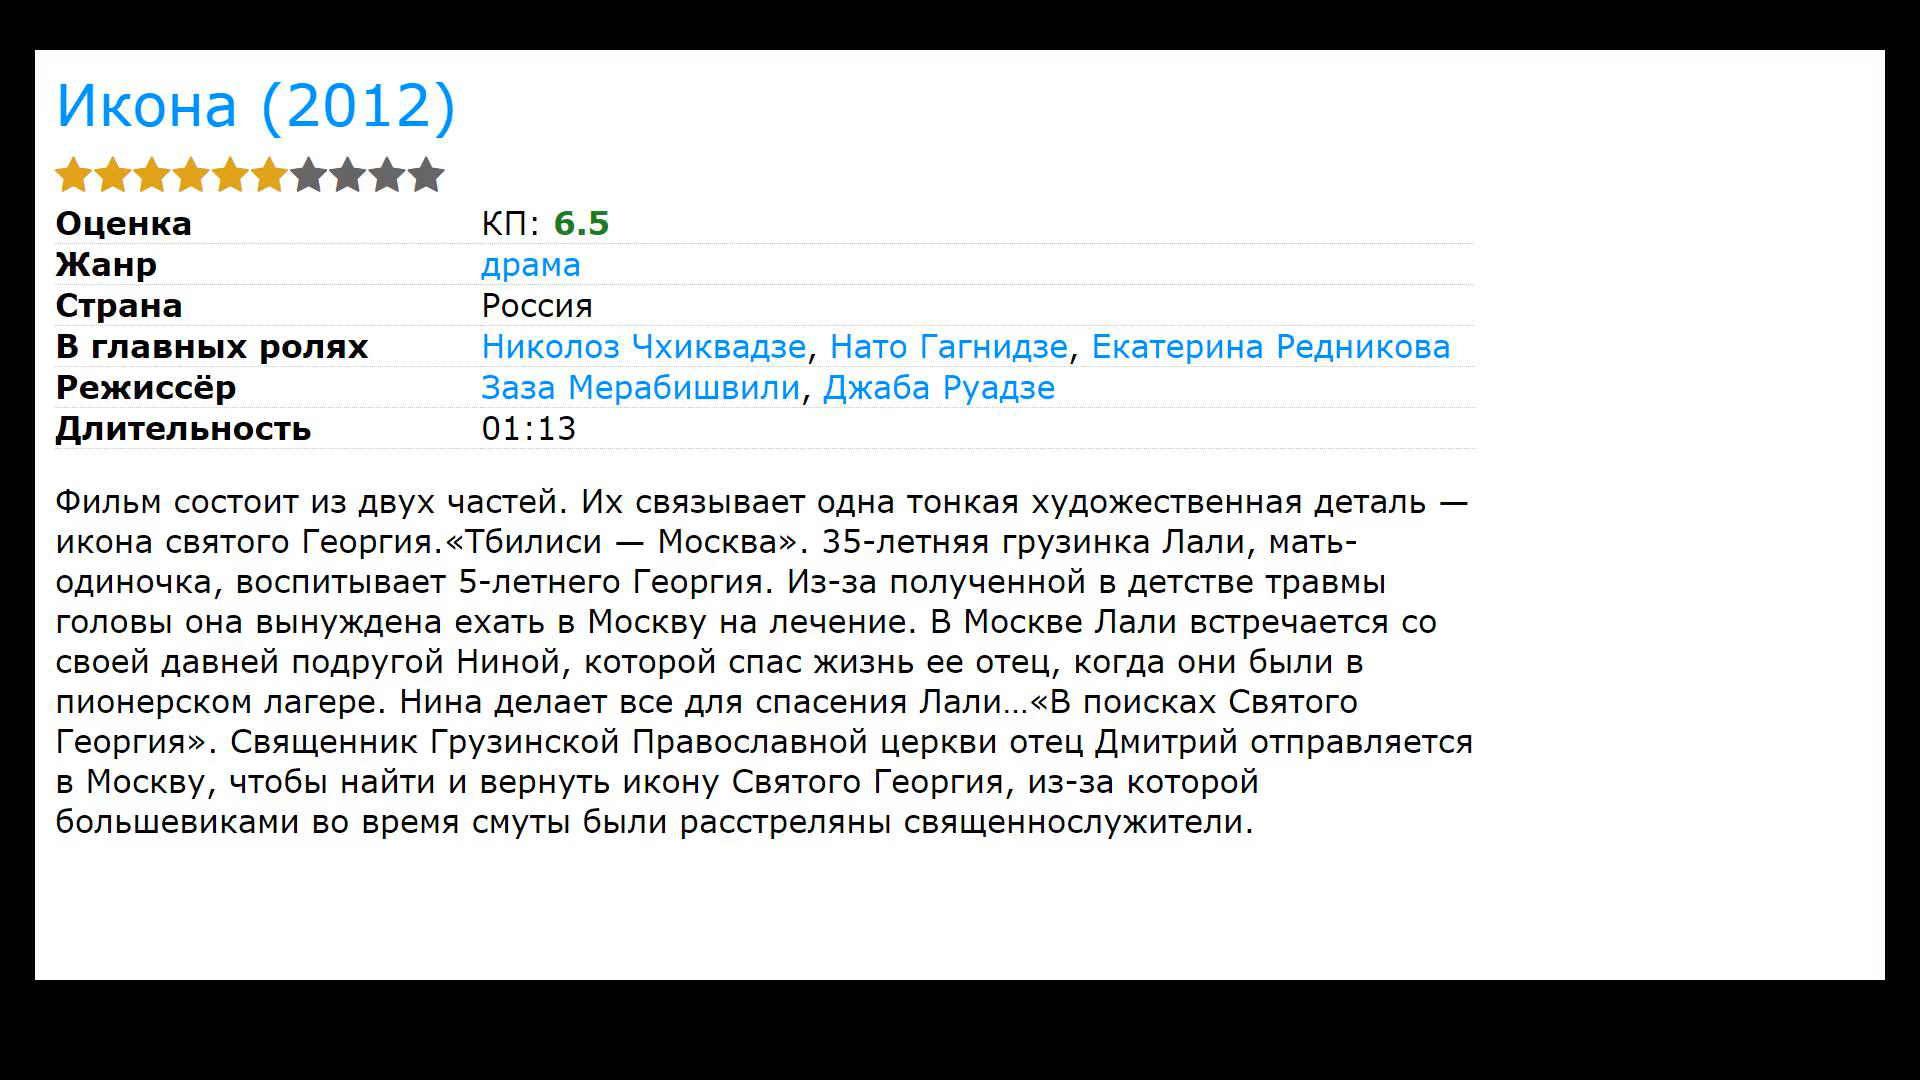 Икона (2012)
Оценка КП: 6.5
Жанр драма
Страна Россия
В главных ролях Николоз Чхиквадзе, Нато Гагнидзе, Екатерина Редникова
Режиссёр Заза Мерабишвили, Джаба Руадзе
Длительность 01:13
Фильм состоит из двух частей. Их связывает одна тонкая художественная деталь —
икона святого Георгия.«Тбилиси — Москва». 35-летняя грузинка Лали, мать-
одиночка, воспитывает 5-летнего Георгия. Из-за полученной в детстве травмы
головы она вынуждена ехать в Москву на лечение. В Москве Лали встречается со
своей давней подругой Ниной, которой спас жизнь ее отец, когда они были в
пионерском лагере. Нина делает все для спасения Лали…«В поисках Святого
Георгия». Священник Грузинской Православной церкви отец Дмитрий отправляется
в Москву, чтобы найти и вернуть икону Святого Георгия, из-за которой
большевиками во время смуты были расстреляны священнослужители.